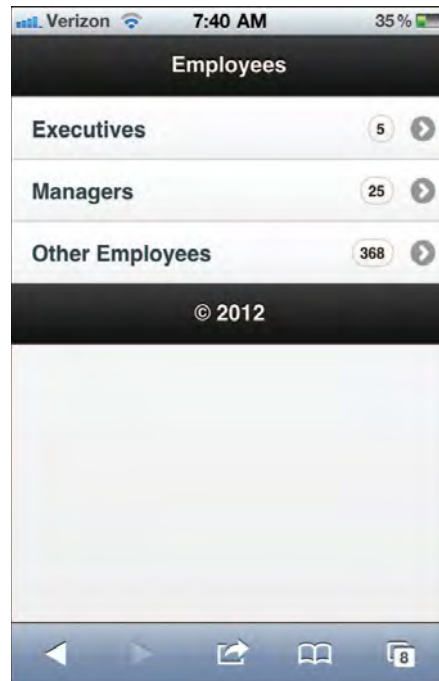 Verizon 7:40 AM 35%
Employees
Executives 5
Managers 25
Other Employees 368
© 2012
8